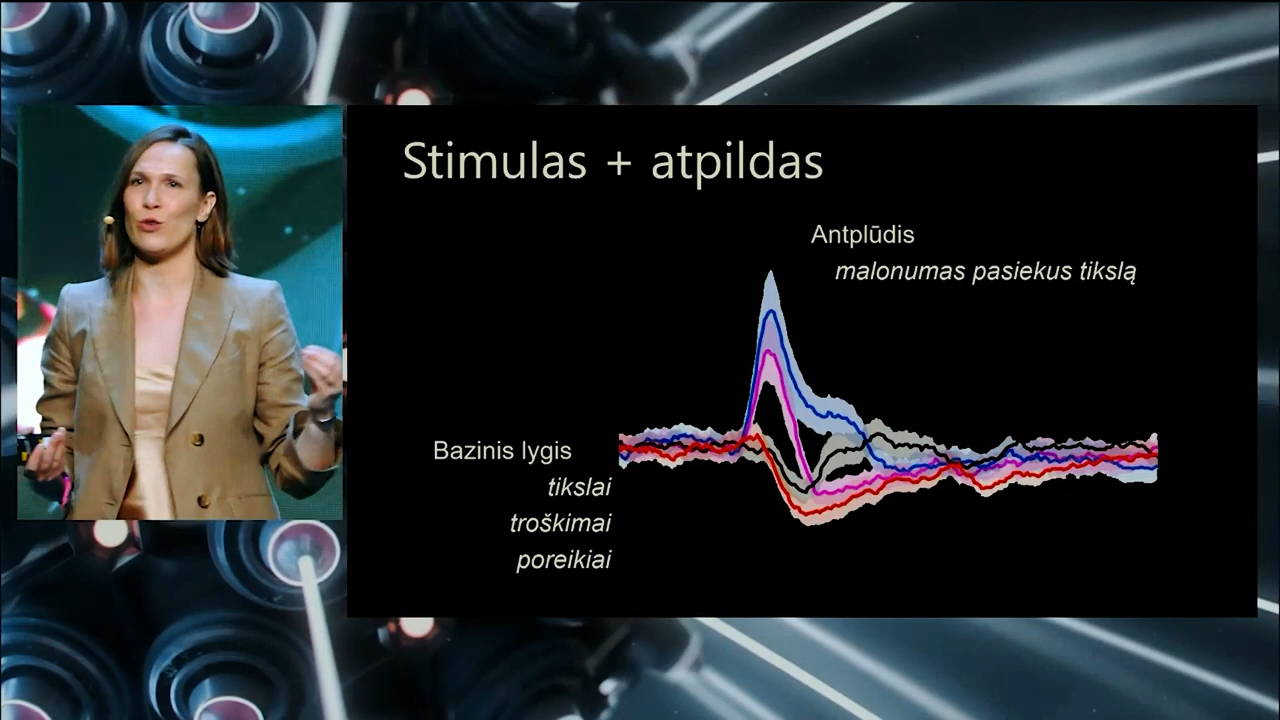 Stimulas + atpildas
Antplūdis
malonumas pasiekus tikslą
Bazinis lygis
tikslai
troškimai
poreikiai